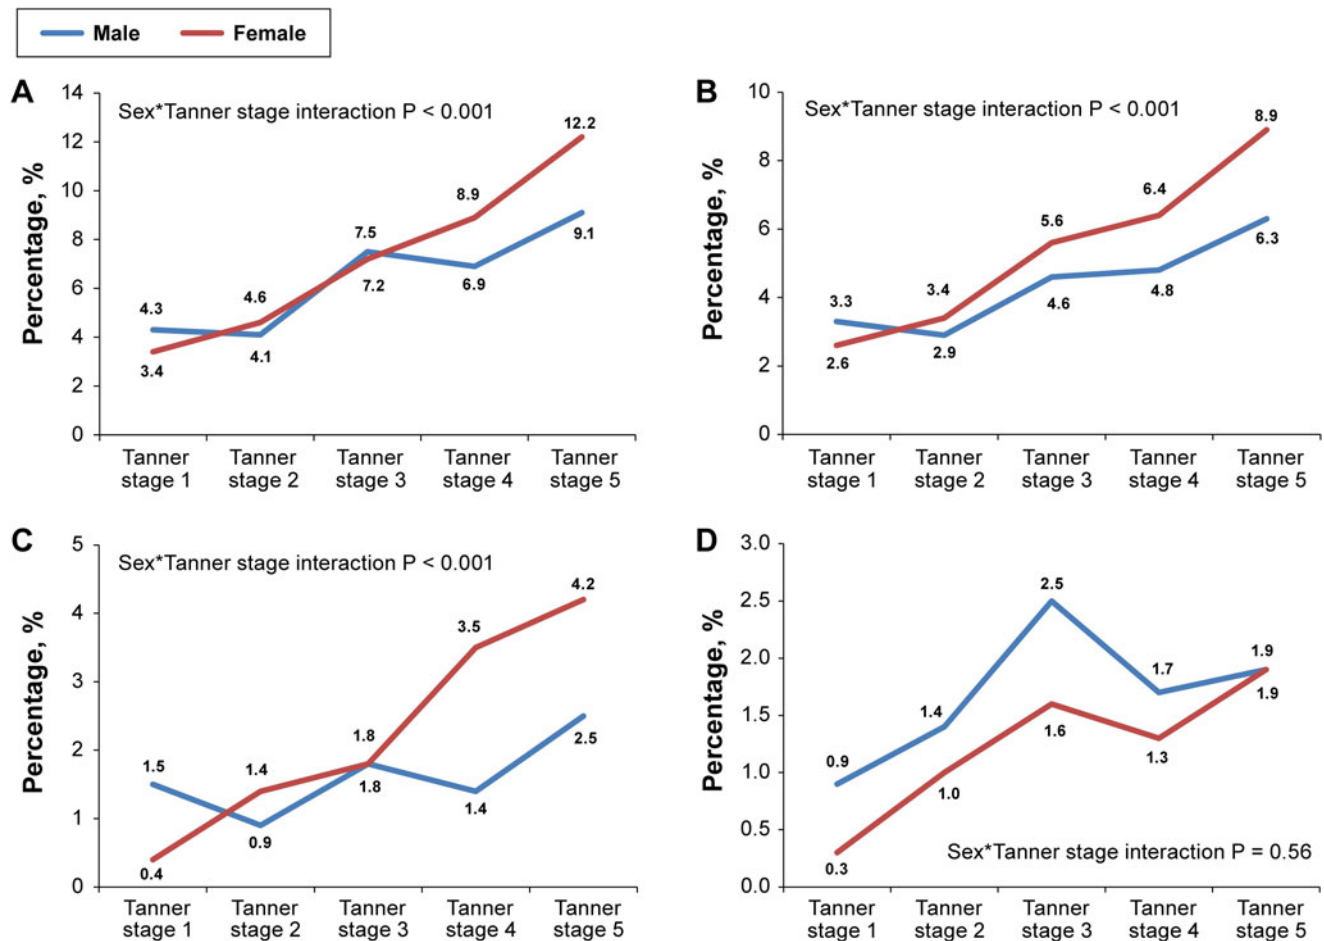 Male Female
A
Sex*Tanner stage interaction P < 0.001
Percentage, %
14
12
10
8
6
4
2
0
4.3
3.4
4.6
4.1
7.5
7.2
8.9
6.9
12.2
9.1
Tanner stage 1
Tanner stage 2
Tanner stage 3
Tanner stage 4
Tanner stage 5
B
Sex*Tanner stage interaction P < 0.001
Percentage, %
10
8
6
4
2
0
3.3
2.6
3.4
2.9
5.6
4.6
6.4
4.8
8.9
6.3
Tanner stage 1
Tanner stage 2
Tanner stage 3
Tanner stage 4
Tanner stage 5
C
Sex*Tanner stage interaction P < 0.001
Percentage, %
5
4
3
2
1
0
1.5
0.4
1.4
0.9
1.8
1.8
3.5
1.4
4.2
2.5
Tanner stage 1
Tanner stage 2
Tanner stage 3
Tanner stage 4
Tanner stage 5
D
Percentage, %
3.0
2.5
2.0
1.5
1.0
0.5
0.0
0.9
0.3
1.4
1.0
2.5
1.6
1.7
1.3
1.9
1.9
Sex*Tanner stage interaction P = 0.56
Tanner stage 1
Tanner stage 2
Tanner stage 3
Tanner stage 4
Tanner stage 5